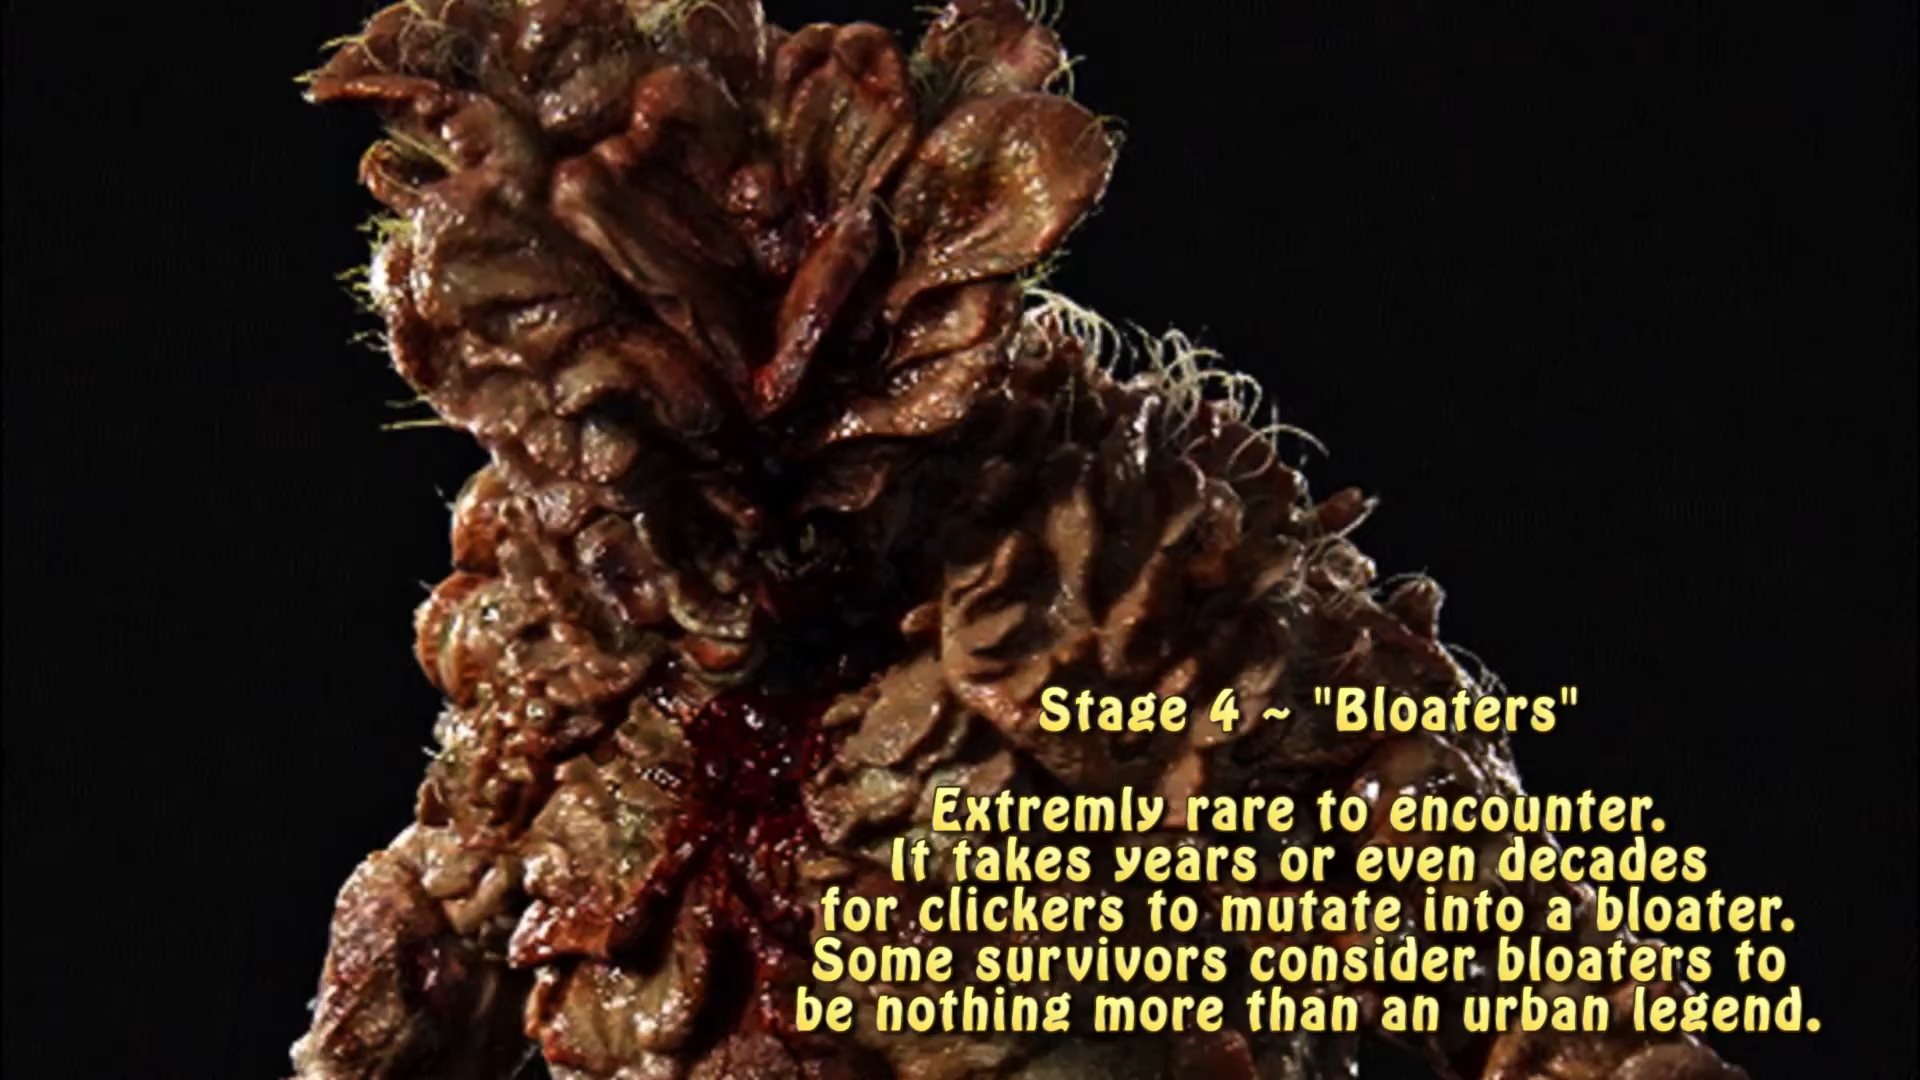 Stage 4 ~ "Bloaters"
Extremly rare to encounter.
It takes years or even decades
for clickers to mutate into a bloater.
Some survivors consider bloaters to
be nothing more than an urban legend.